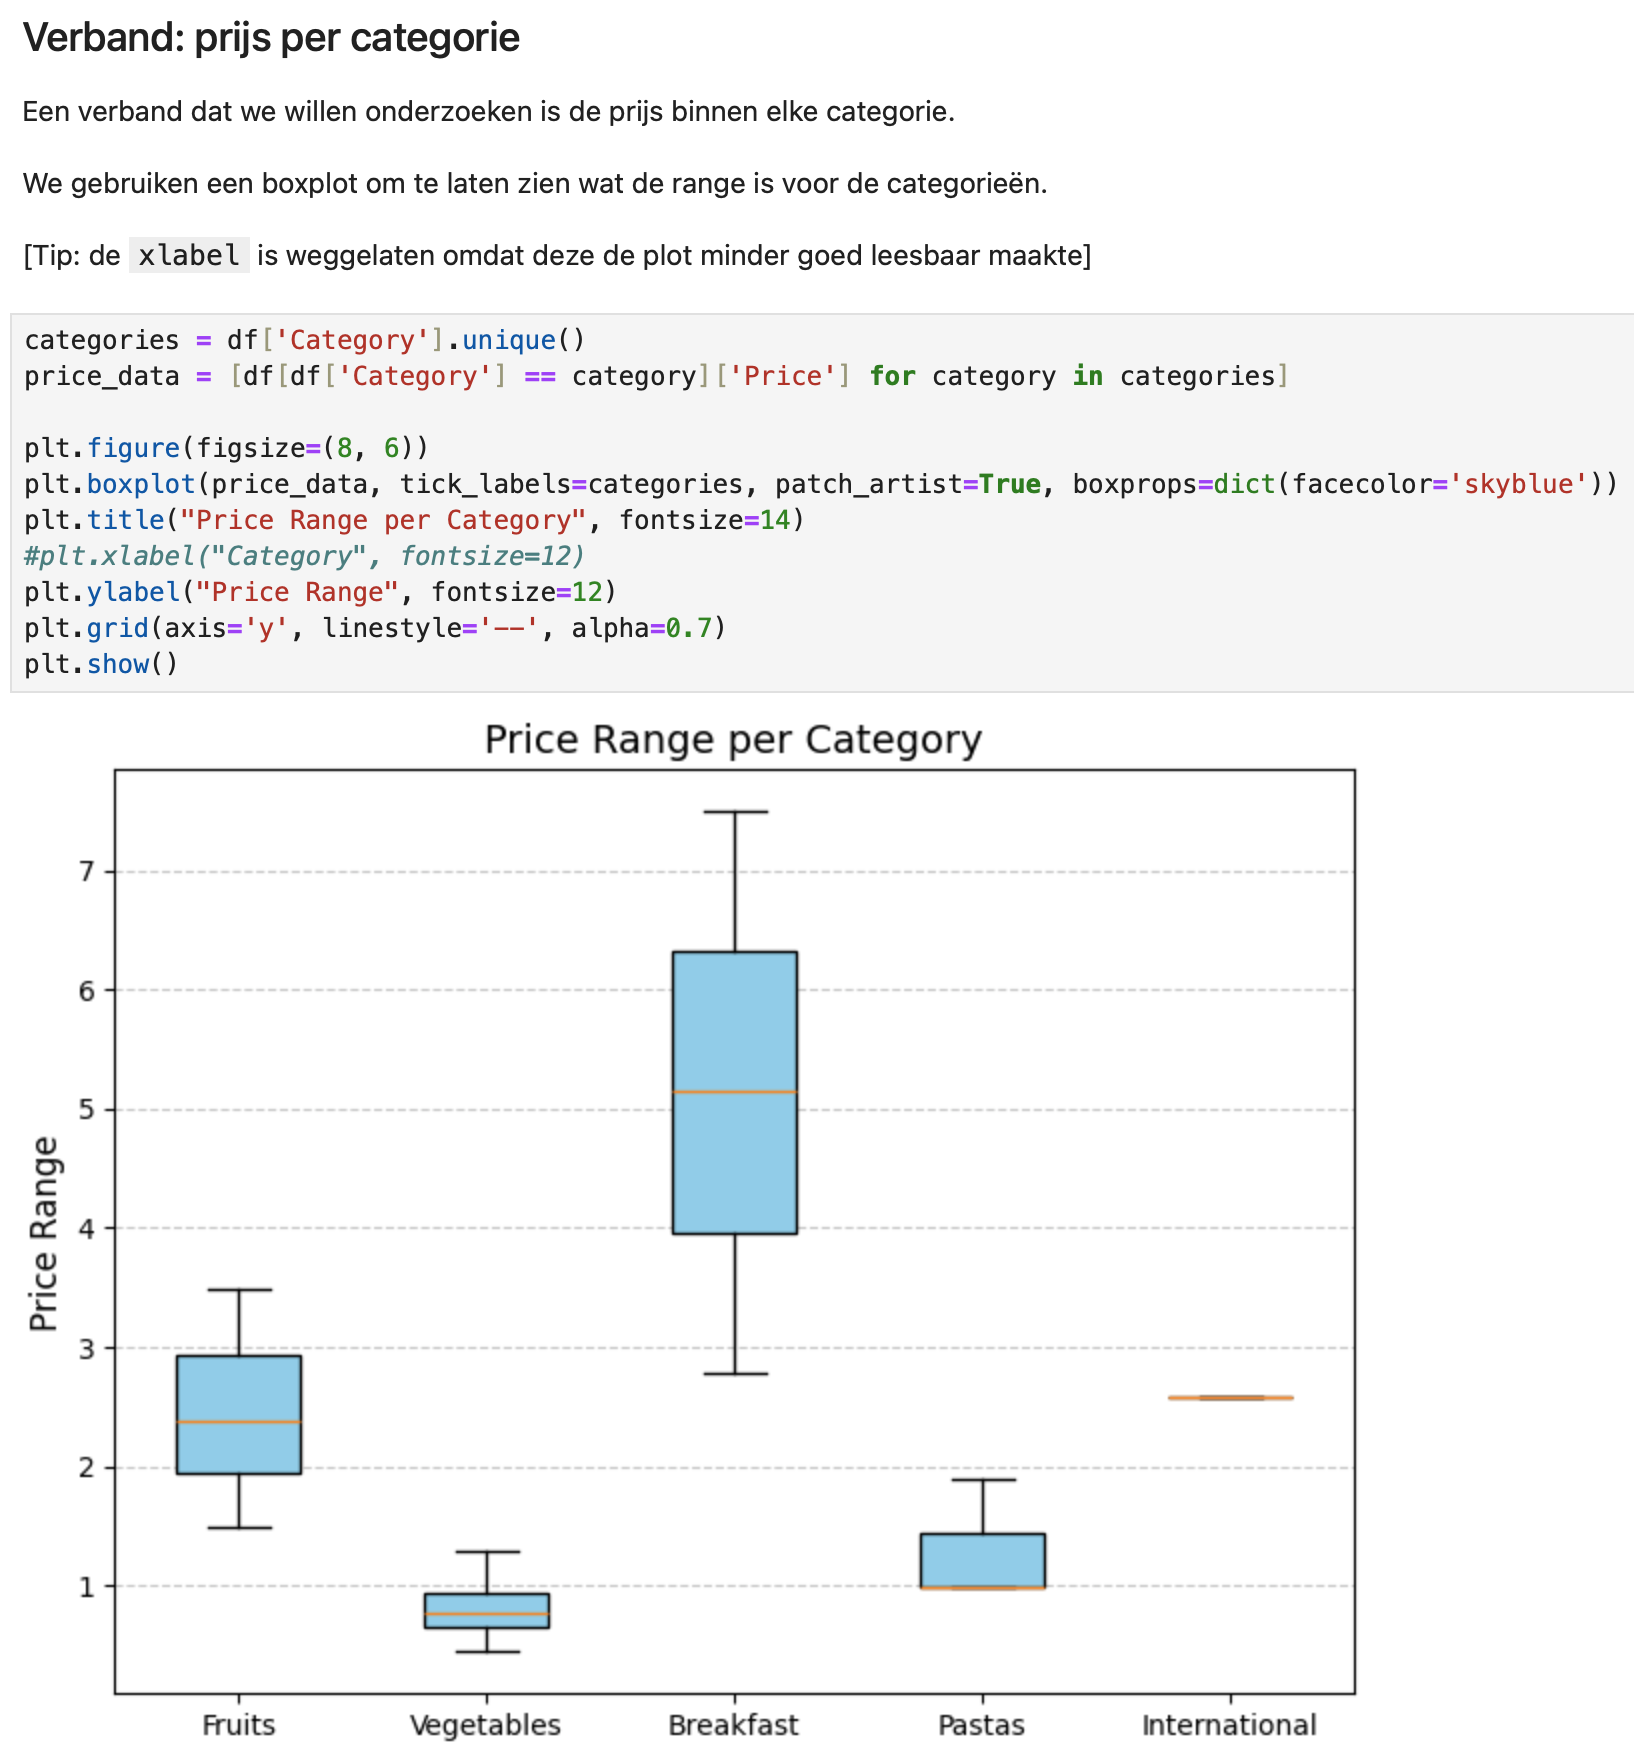 Verband: prijs per categorie
Een verband dat we willen onderzoeken is de prijs binnen elke categorie.
We gebruiken een boxplot om te laten zien wat de range is voor de categorieën.
[Tip: de xlabel is weggelaten omdat deze de plot minder goed leesbaar maakte]
categories = df['Category'].unique()
price_data = [df[df['Category'] == category]['Price'] for category in categories]
plt.figure(figsize=(8, 6))
plt.boxplot(price_data, tick_labels=categories, patch_artist=True, boxprops=dict(facecolor='skyblue'))
plt.title("Price Range per Category", fontsize=14)
#plt.xlabel("Category", fontsize=12)
plt.ylabel("Price Range", fontsize=12)
plt.grid(axis='y', linestyle='--', alpha=0.7)
plt.show()
Price Range per Category
Price Range
7
6
5
4
3
2
1
Fruits Vegetables Breakfast Pastas International